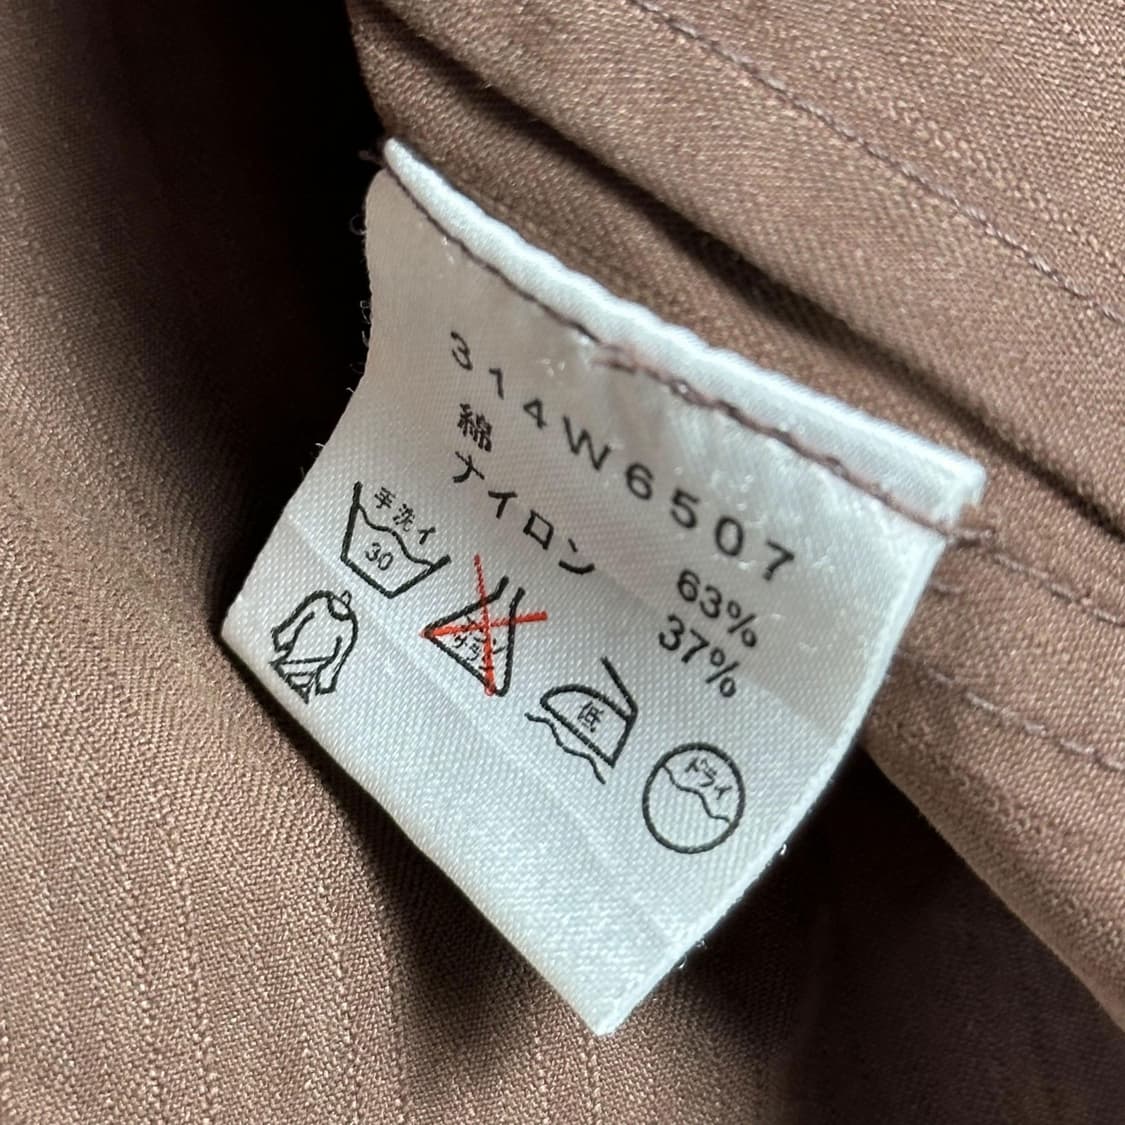 314W6507
綿 63%
ナイロン 37%
手洗イ
30
エンソ
サラシ
低
ドライ